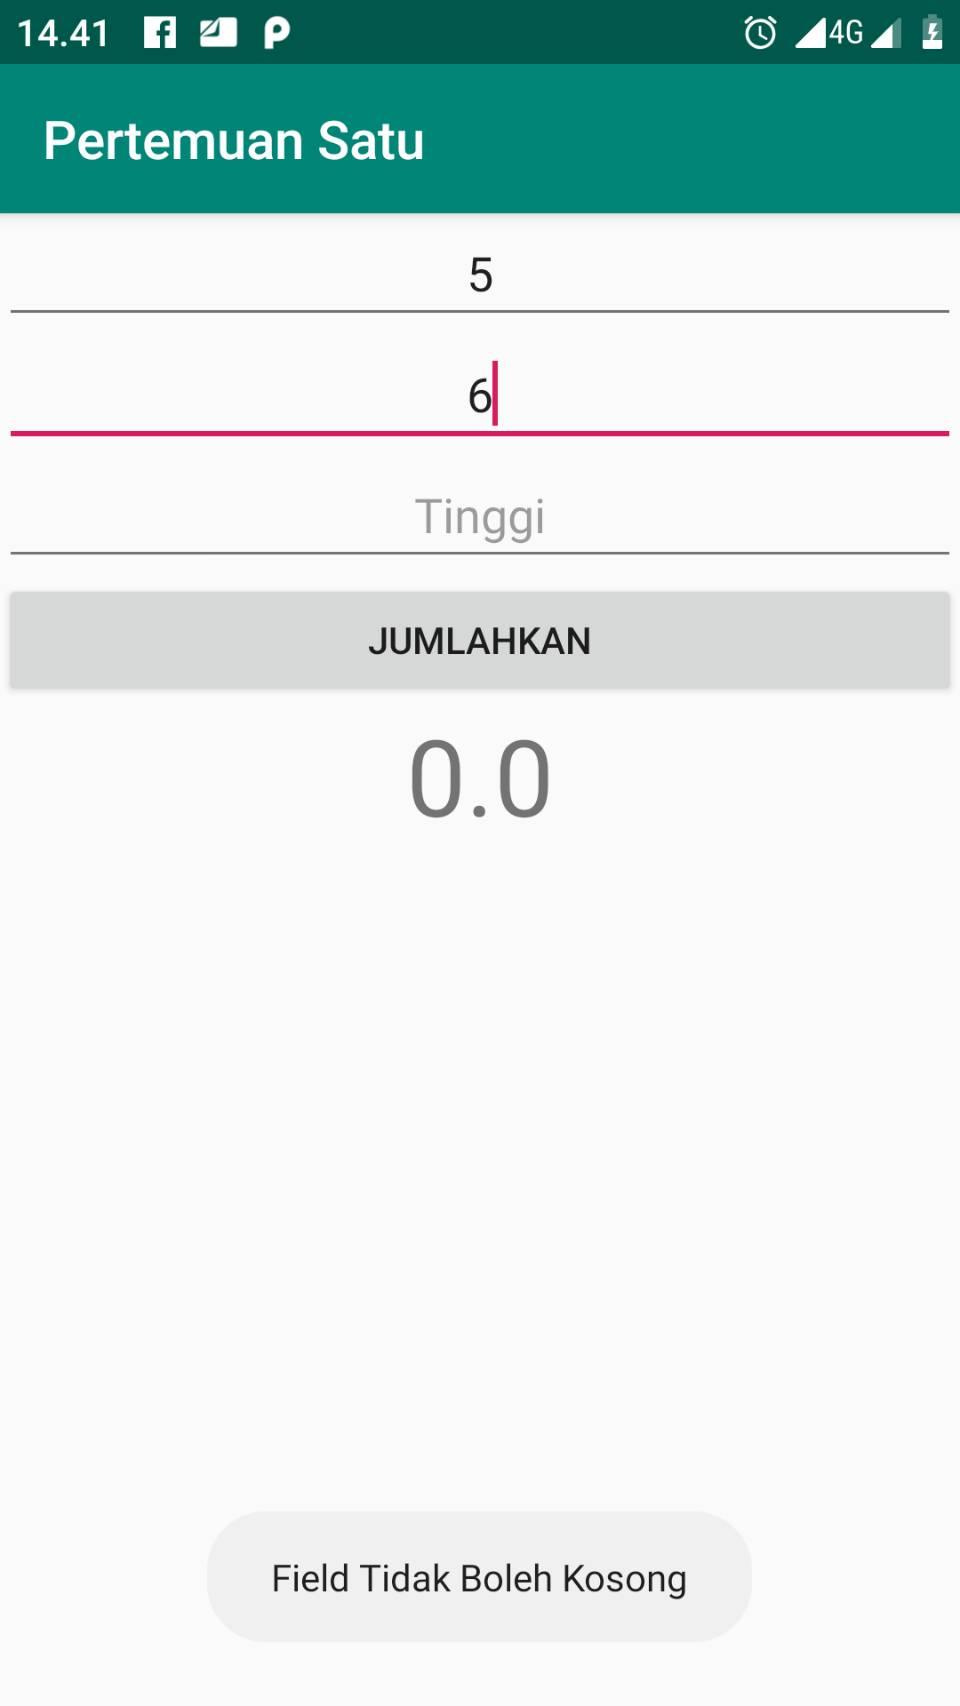 14.41 4G
Pertemuan Satu
5
6
Tinggi
JUMLAHKAN
0.0
Field Tidak Boleh Kosong